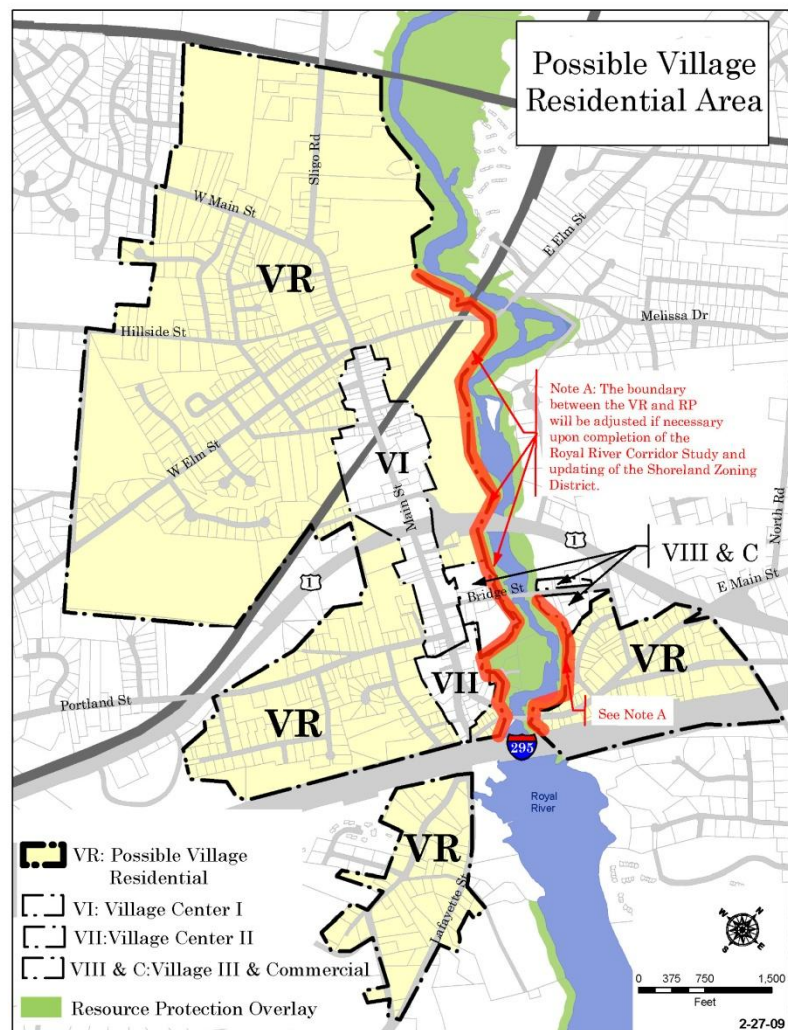 Possible Village
Residential Area
Sligo Rd
W Main St
E Elm St
VR
Melissa Dr
Hillside St
Note A: The boundary
between the VR and RP
will be adjusted if necessary
upon completion of the
Royal River Corridor Study and
updating of the Shoreland Zoning
District.
W Elm St
VI
Main St
North Rd
1
VIII & C
1
Bridge St
E Main St
VR
VII
Portland St
VR
See Note A
295
Royal
River
VR
Lafayette St
VR: Possible Village
Residential
VI: Village Center I
VII:Village Center II
VIII & C:Village III & Commercial
Resource Protection Overlay
N
E
S
W
0 375 750 1,500
Feet
2-27-09